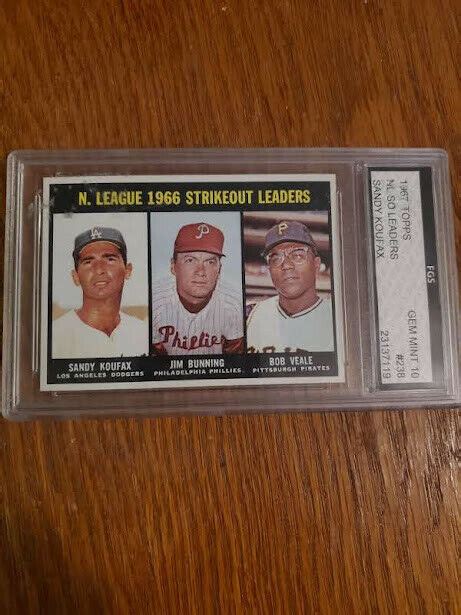 N. LEAGUE 1966 STRIKEOUT LEADERS
LA
P
P
Phillies
SANDY KOUFAX
LOS ANGELES DODGERS
JIM BUNNING
PHILADELPHIA PHILLIES
BOB VEALE
PITTSBURGH PIRATES
FGS
1967 TOPPS
NL SO LEADERS
SANDY KOUFAX
GEM MINT 10
#238
23137119